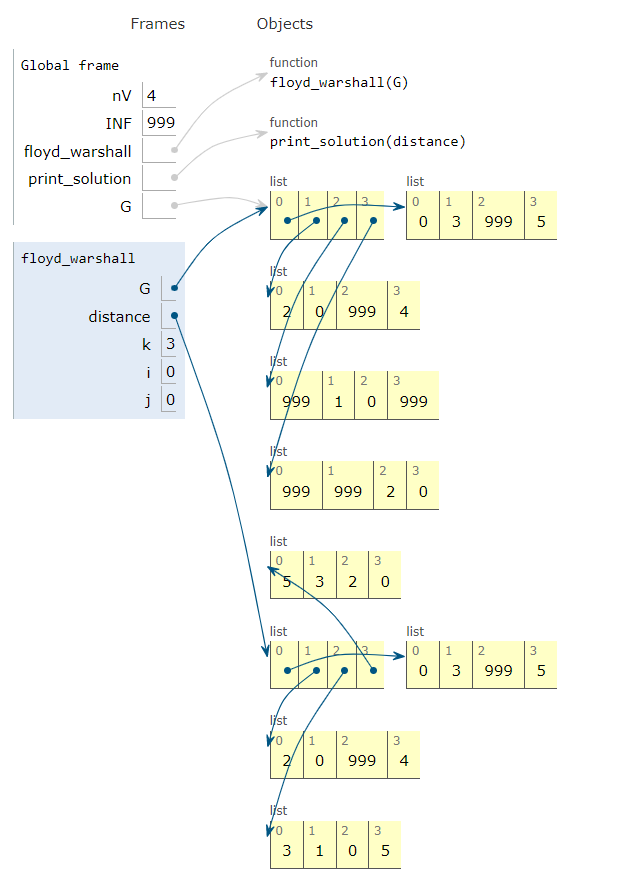 Frames Objects
Global frame
nV 4
INF 999
floyd_warshall
print_solution
G
function
floyd_warshall(G)
function
print_solution(distance)
floyd_warshall
G
distance
k 3
i 0
j 0
list list
0 1 2 3 0 1 2 3
0 3 999 5
list
0 1 2 3
2 0 999 4
list
0 1 2 3
999 1 0 999
list
0 1 2 3
999 999 2 0
list
0 1 2 3
5 3 2 0
list list
0 1 2 3 0 1 2 3
0 3 999 5
list
0 1 2 3
2 0 999 4
list
0 1 2 3
3 1 0 5